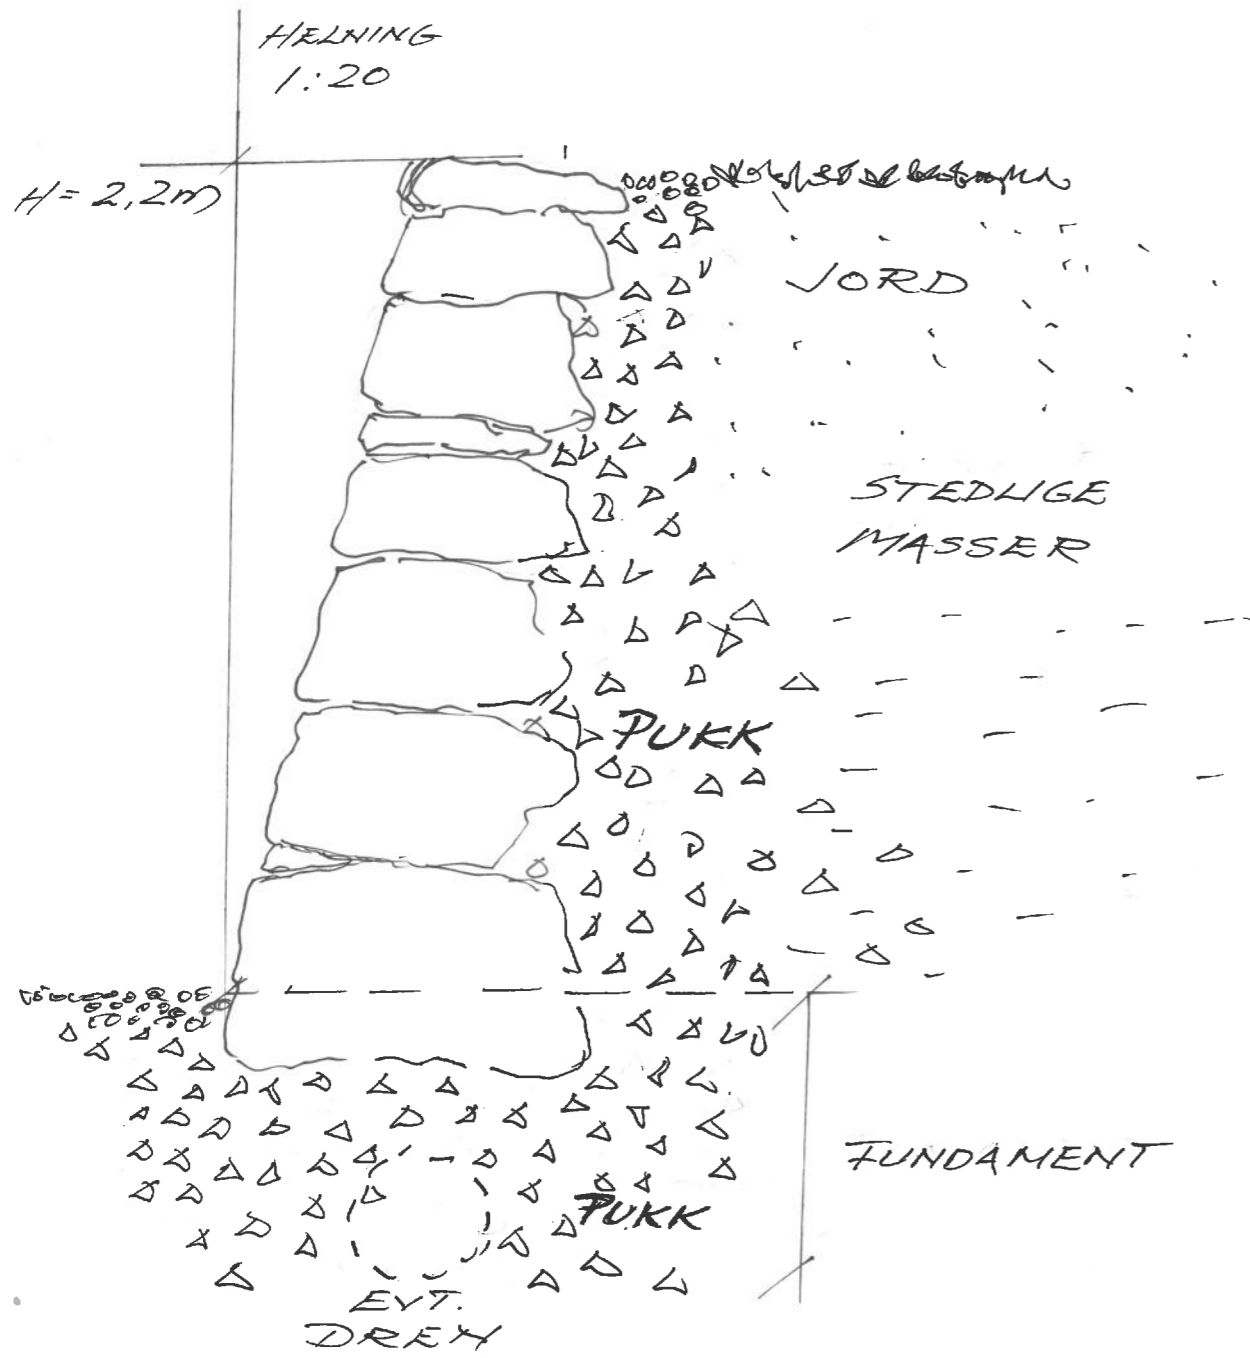 HELNING
1:20
H = 2,2m
JORD
STEDLIGE
MASSER
PUKK
FUNDAMENT
PUKK
EVT.
DREN